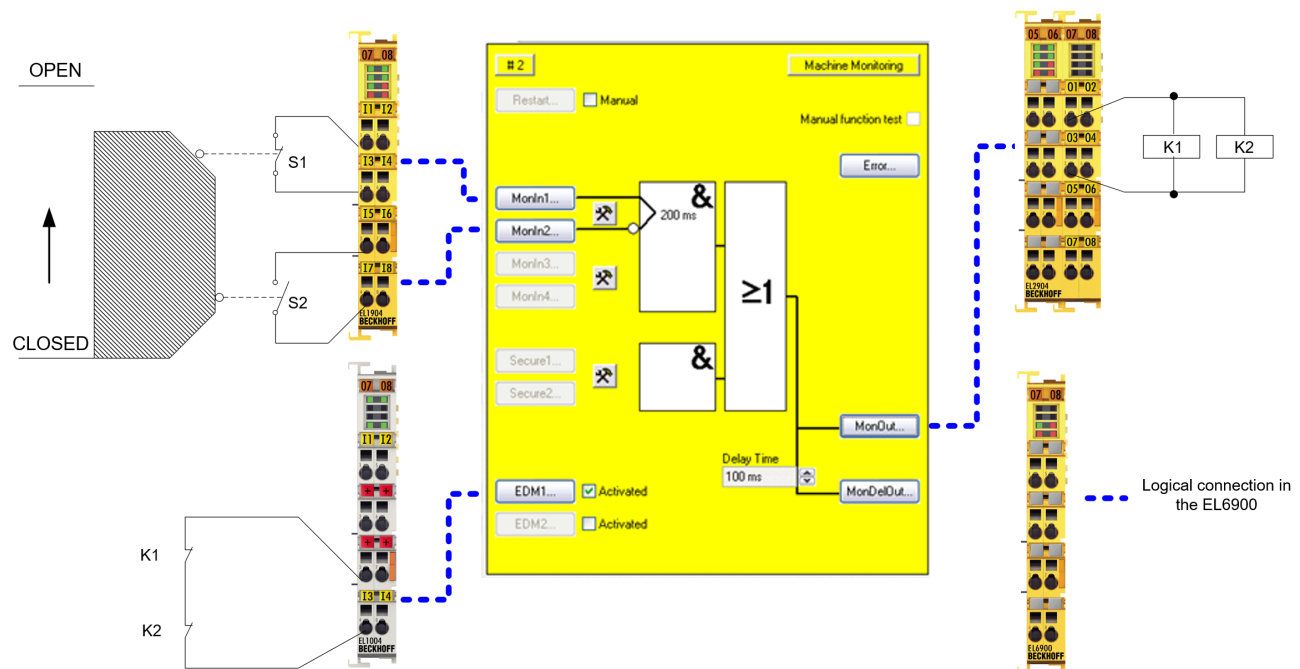 OPEN
CLOSED
S1
S2
07 08
I1 I2
I3 I4
I5 I6
I7 I8
EL1904
BECKHOFF
07 08
I1 I2
+ +
+ +
I3 I4
EL1004
BECKHOFF
K1
K2
# 2
Machine Monitoring
Restart...
Manual
Manual function test
Error...
MonIn1...
MonIn2...
MonIn3...
MonIn4...
200 ms
&
≥1
Secure1...
Secure2...
&
MonOut...
Delay Time
100 ms
MonDelOut...
EDM1...
Activated
EDM2...
Activated
05 06 07 08
01 02
03 04
05 06
07 08
EL2904
BECKHOFF
K1
K2
07 08
EL6900
BECKHOFF
Logical connection in
the EL6900